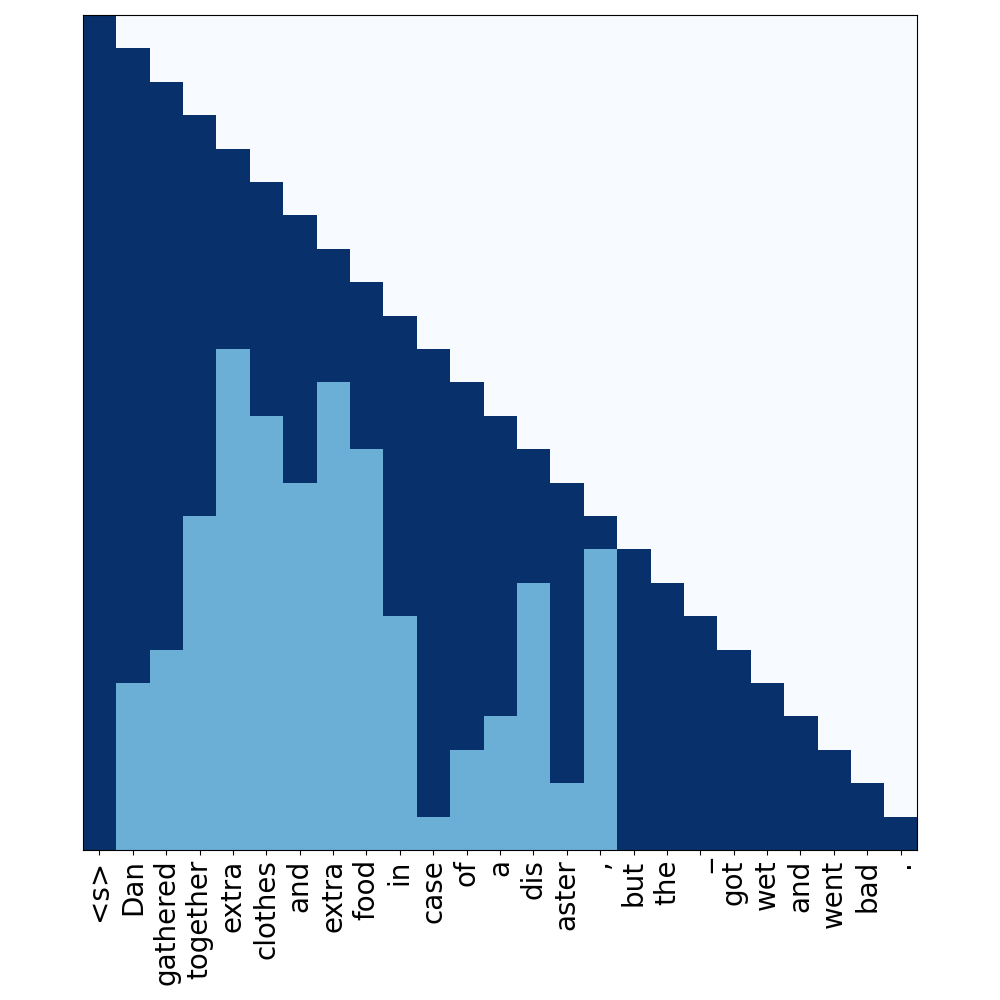 <s>
Dan
gathered
together
extra
clothes
and
extra
food
in
case
of
a
dis
aster
,
but
the
_
got
wet
and
went
bad
.